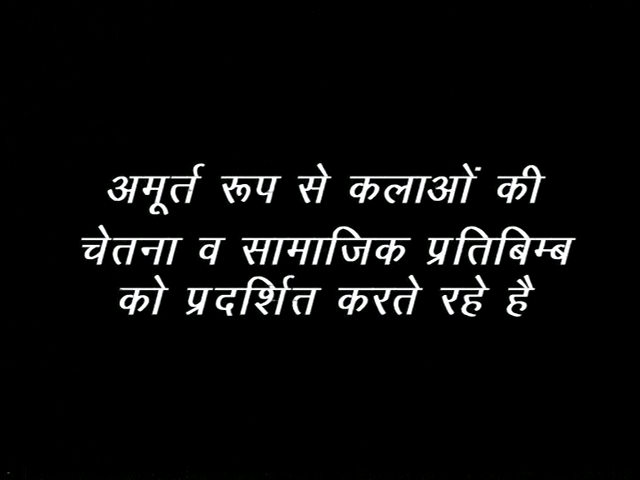 अमूर्त रूप से कलाओं की
चेतना व सामाजिक प्रतिबिम्ब
को प्रदर्शित करते रहे है